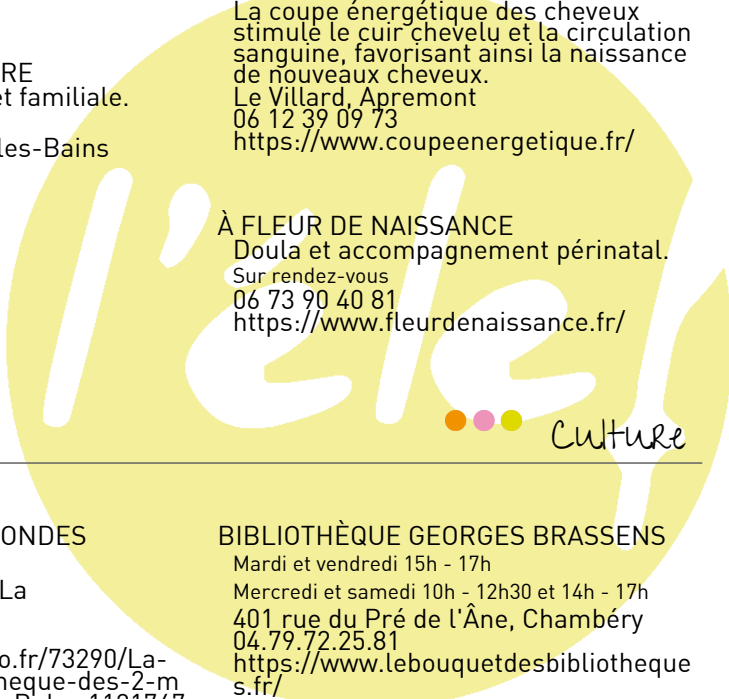 RE
et familiale.
les-Bains
La coupe énergétique des cheveux
stimule le cuir chevelu et la circulation
sanguine, favorisant ainsi la naissance
de nouveaux cheveux.
Le Villard, Apremont
06 12 39 09 73
https://www.coupeenergetique.fr/
À FLEUR DE NAISSANCE
Doula et accompagnement périnatal.
Sur rendez-vous
06 73 90 40 81
https://www.fleurdenaissance.fr/
l'élef
Culture
ONDES
La
o.fr/73290/La-
heque-des-2-m
BIBLIOTHÈQUE GEORGES BRASSENS
Mardi et vendredi 15h - 17h
Mercredi et samedi 10h - 12h30 et 14h - 17h
401 rue du Pré de l'Âne, Chambéry
04.79.72.25.81
https://www.lebouquetdesbibliotheque
s.fr/